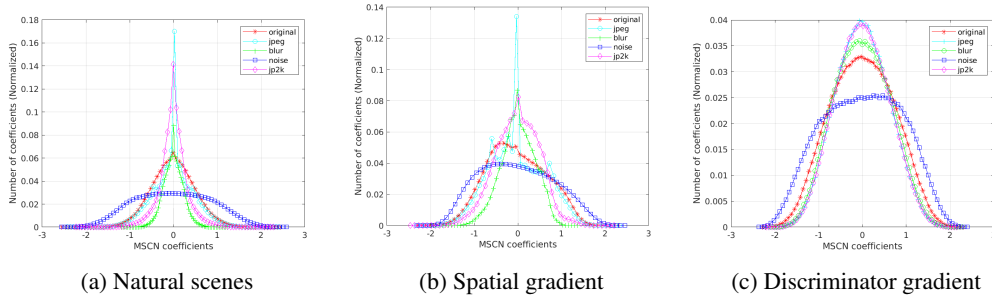 0.18
0.16
0.14
0.12
0.1
0.08
0.06
0.04
0.02
0
-3 -2 -1 0 1 2 3
Number of coefficients (Normalized)
MSCN coefficients
original
jpeg
blur
noise
jp2k
(a) Natural scenes
0.14
0.12
0.1
0.08
0.06
0.04
0.02
0
-3 -2 -1 0 1 2 3
Number of coefficients (Normalized)
MSCN coefficients
original
jpeg
blur
noise
jp2k
(b) Spatial gradient
0.04
0.035
0.03
0.025
0.02
0.015
0.01
0.005
0
-3 -2 -1 0 1 2 3
Number of coefficients (Normalized)
MSCN coefficients
original
jpeg
blur
noise
jp2k
(c) Discriminator gradient